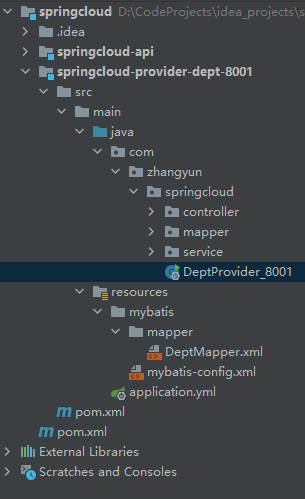 springcloud D:\CodeProjects\idea_projects\s
.idea
springcloud-api
springcloud-provider-dept-8001
src
main
java
com
zhangyun
springcloud
controller
mapper
service
DeptProvider_8001
resources
mybatis
mapper
DeptMapper.xml
mybatis-config.xml
application.yml
pom.xml
pom.xml
External Libraries
Scratches and Consoles